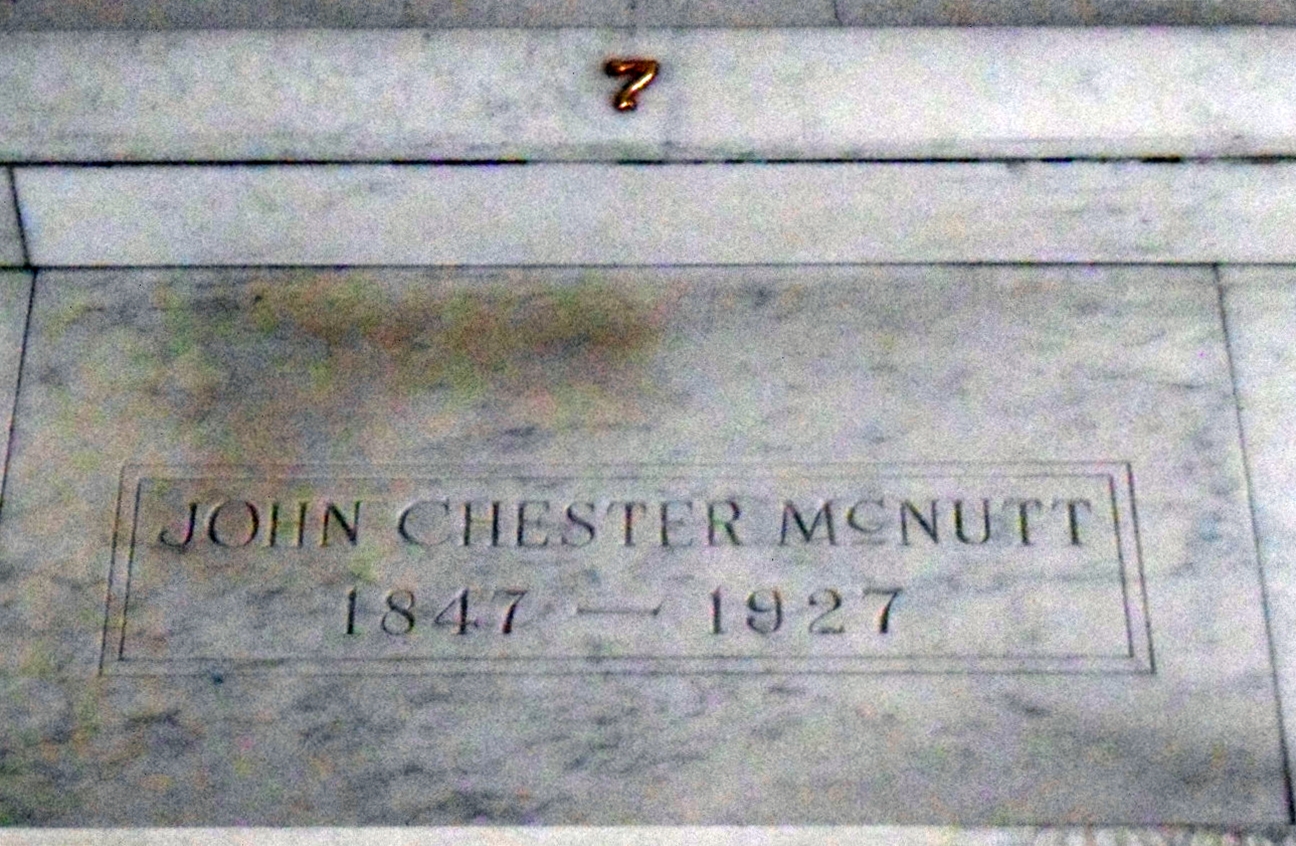 7
JOHN CHESTER McNUTT
1847 — 1927